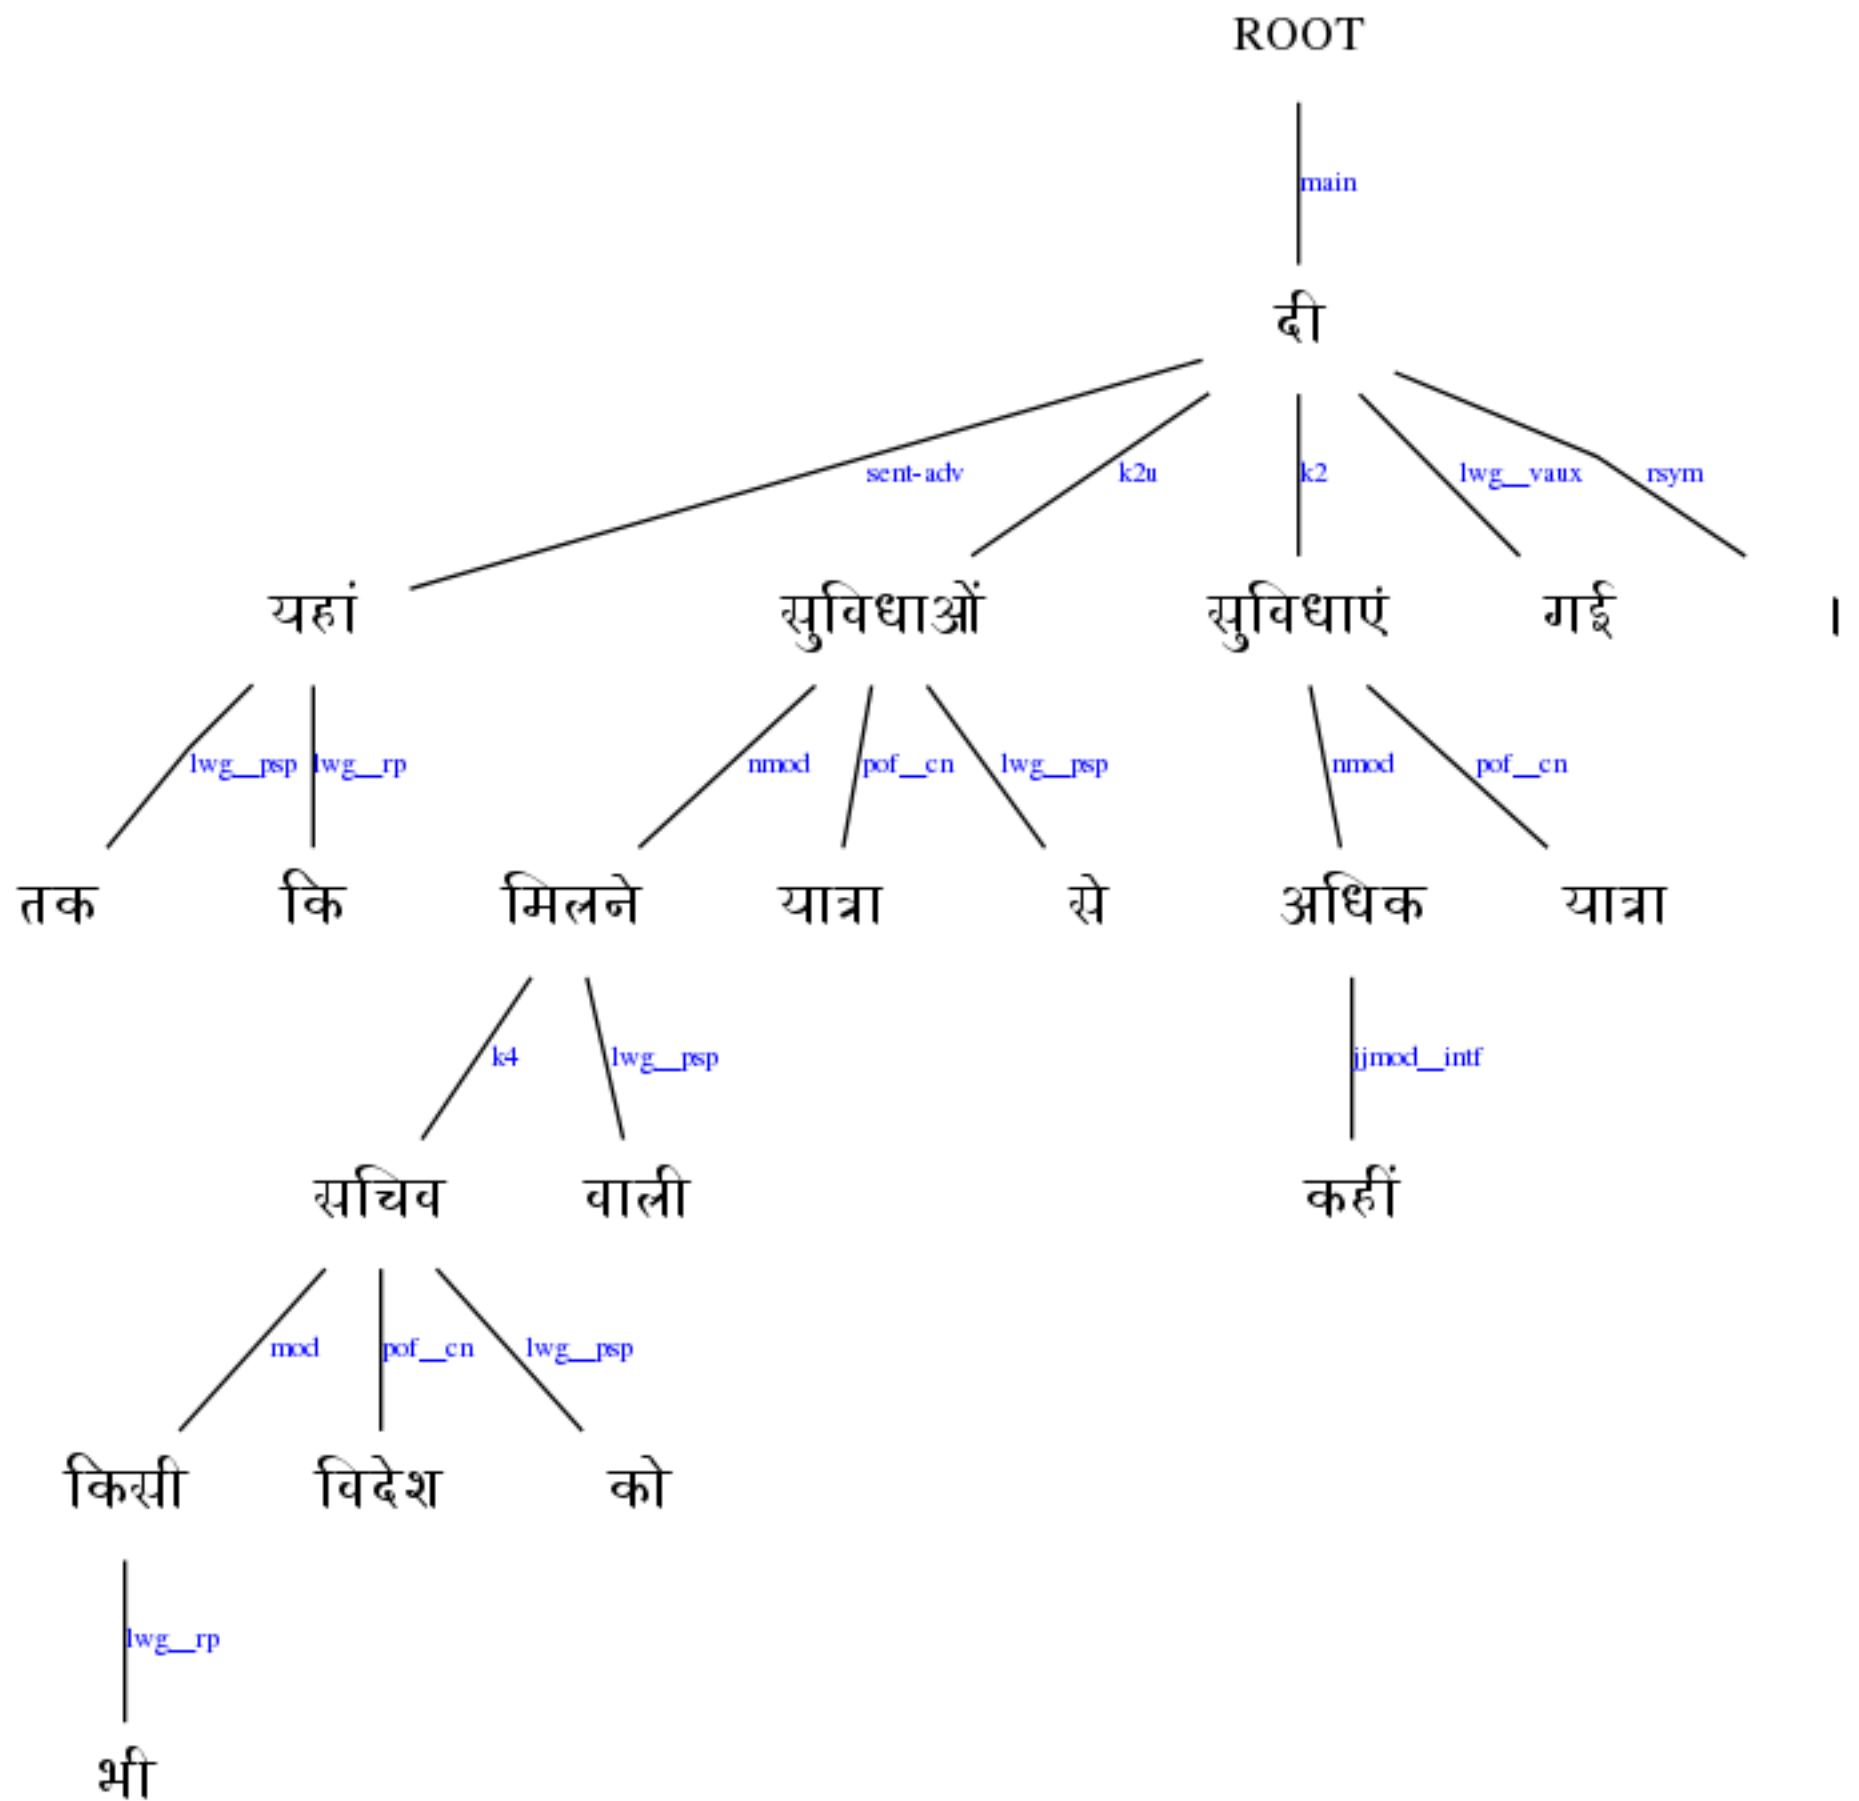 ROOT
main
दी
sent-adv k2u k2 lwg__vaux rsym
यहां सुविधाओं सुविधाएं गई ।
lwg__psp lwg__rp nmod pof__cn lwg__psp nmod pof__cn
तक कि मिलने यात्रा से अधिक यात्रा
k4 lwg__psp jjmod__intf
सचिव वाली कहीं
mod pof__cn lwg__psp
किसी विदेश को
lwg__rp
भी